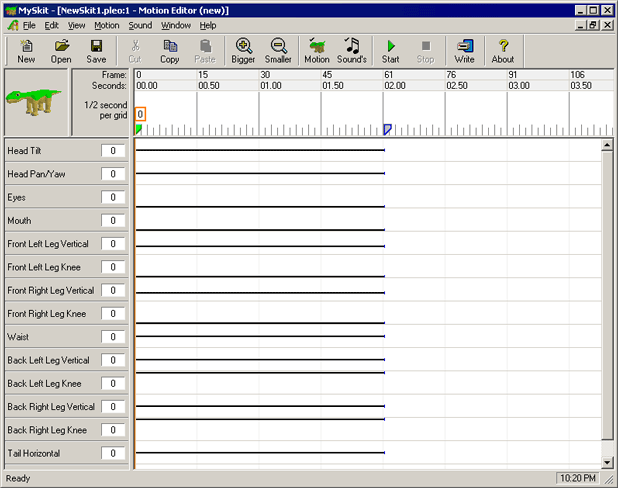 MySkit - [NewSkit1.pleo:1 - Motion Editor (new)]
File Edit View Motion Sound Window Help
New Open Save Cut Copy Paste Bigger Smaller Motion Sound's Start Stop Write About
Frame: 0 15 30 45 61 76 91 106
Seconds: 00.00 00.50 01.00 01.50 02.00 02.50 03.00 03.50
1/2 second
per grid 0
Head Tilt 0
Head Pan/Yaw 0
Eyes 0
Mouth 0
Front Left Leg Vertical 0
Front Left Leg Knee 0
Front Right Leg Vertical 0
Front Right Leg Knee 0
Waist 0
Back Left Leg Vertical 0
Back Left Leg Knee 0
Back Right Leg Vertical 0
Back Right Leg Knee 0
Tail Horizontal 0
Ready 10:20 PM